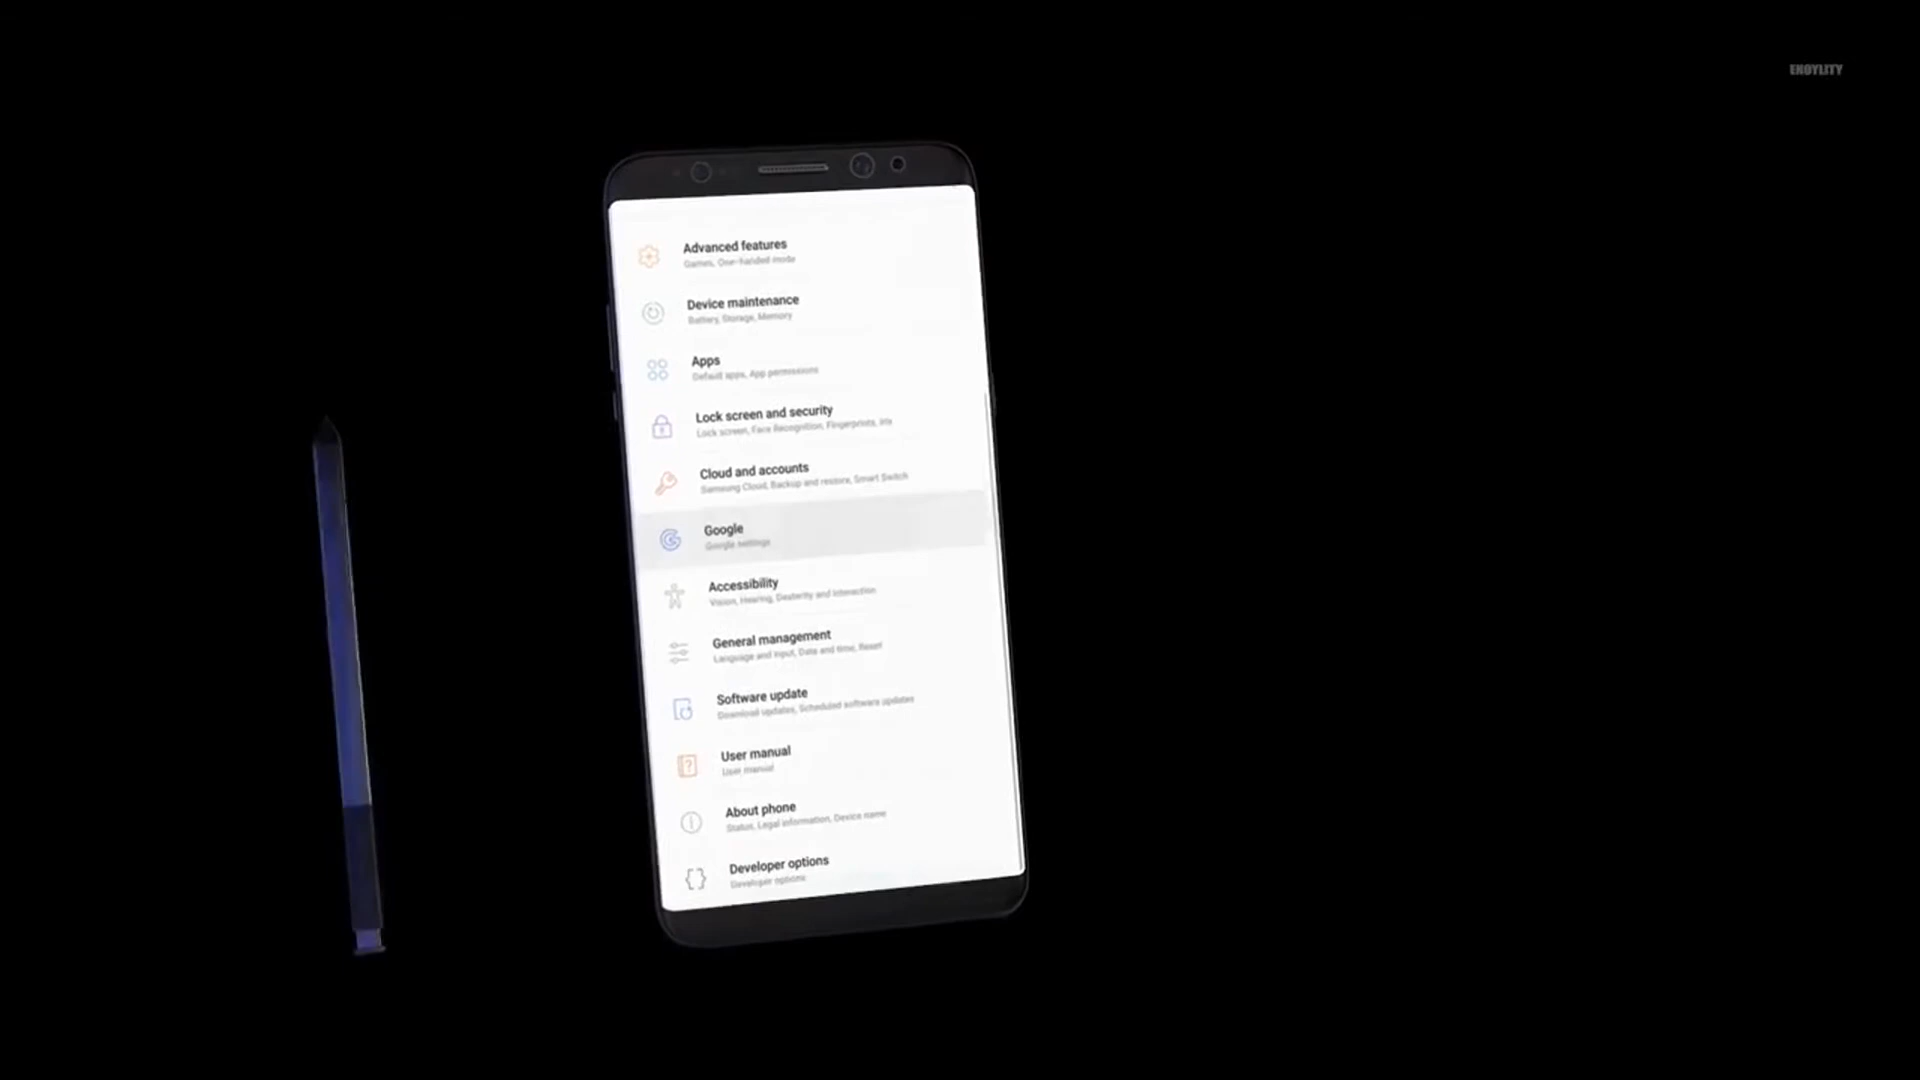 ENOYLITY
Advanced features
Games, One-handed mode
Device maintenance
Battery, Storage, Memory
Apps
Default apps, App permissions
Lock screen and security
Lock screen, Face Recognition, Fingerprints, Iris
Cloud and accounts
Samsung Cloud, Backup and restore, Smart Switch
Google
Google settings
Accessibility
Vision, Hearing, Dexterity and interaction
General management
Language and input, Date and time, Reset
Software update
Download updates, Scheduled software updates
User manual
User manual
About phone
Status, Legal information, Device name
Developer options
Developer options